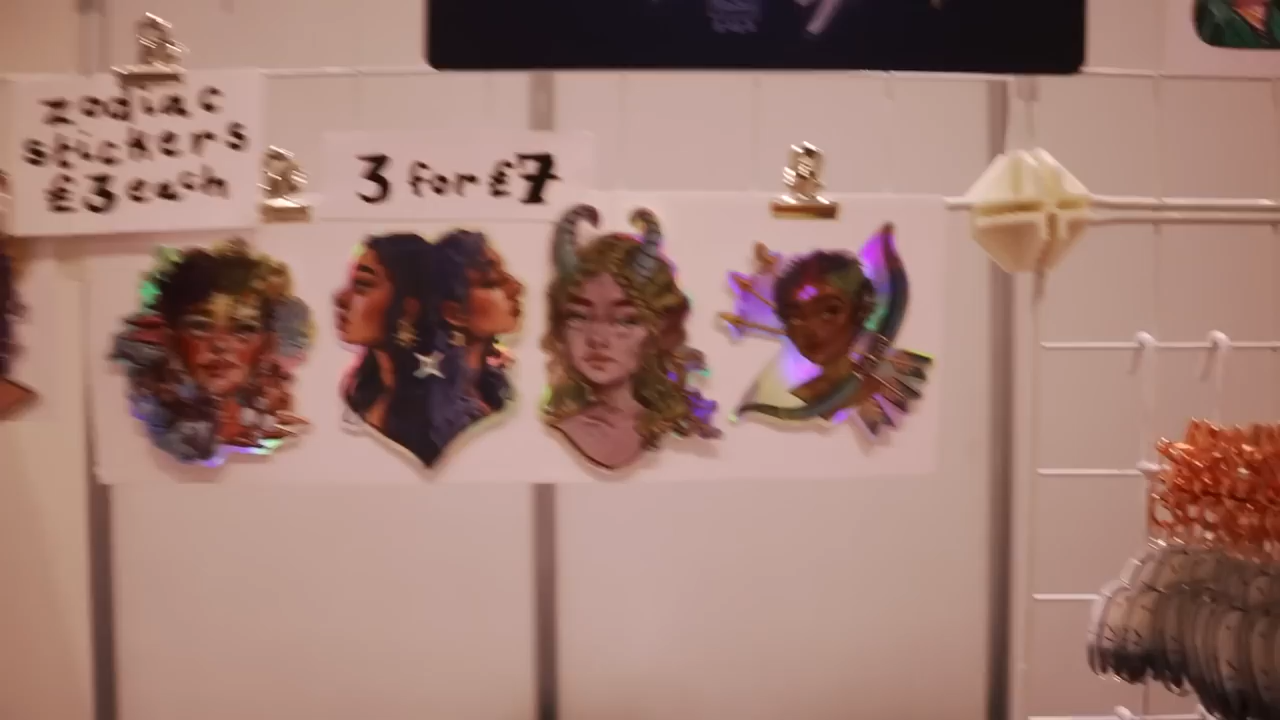 zodiac
stickers
£3 each
3 for £7